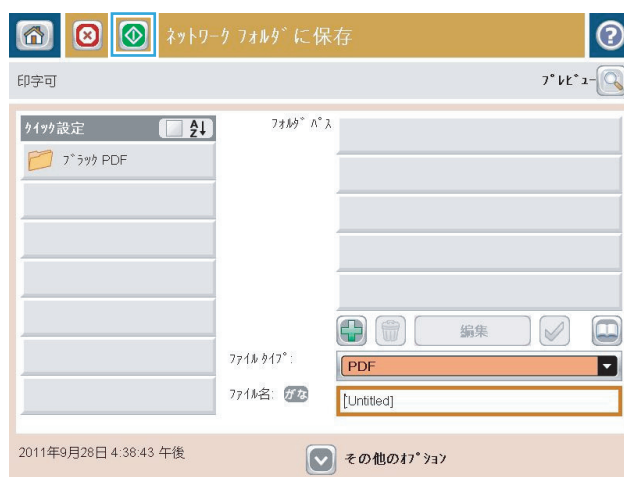 ﾈｯﾄﾜｰｸ ﾌｫﾙﾀﾞに保存
印字可
ﾌﾟﾚﾋﾞｭｰ
ｸｲｯｸ設定
ﾌﾞﾗｯｸ PDF
ﾌｫﾙﾀﾞ ﾊﾟｽ
編集
ﾌｧｲﾙ ﾀｲﾌﾟ:
PDF
ﾌｧｲﾙ名: がな
[Untitled]
2011年9月28日 4:38:43 午後
その他のｵﾌﾟｼｮﾝ